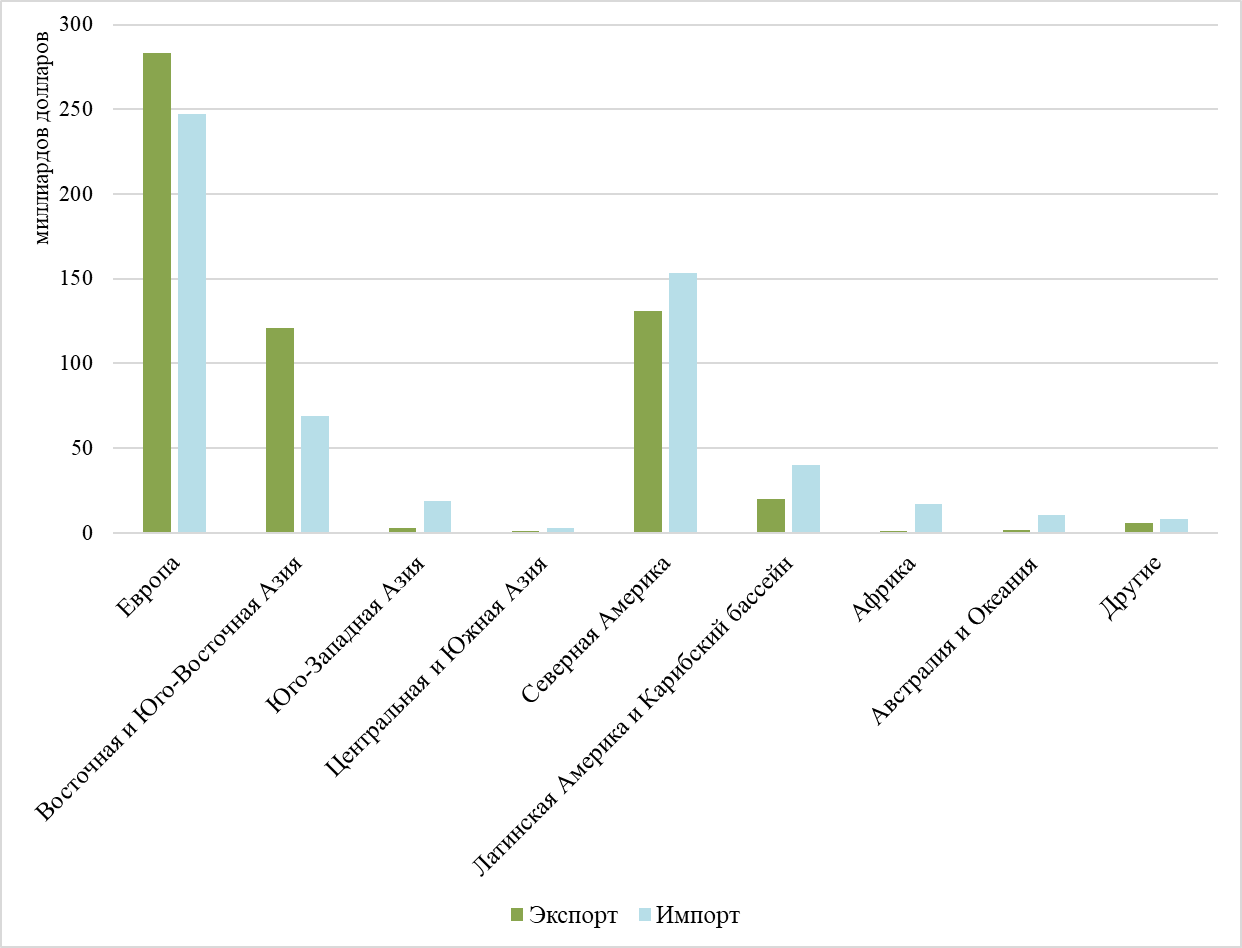 миллиардов долларов
300
250
200
150
100
50
0
Европа
Восточная и Юго-Восточная Азия
Юго-Западная Азия
Центральная и Южная Азия
Северная Америка
Латинская Америка и Карибский бассейн
Африка
Австралия и Океания
Другие
Экспорт Импорт